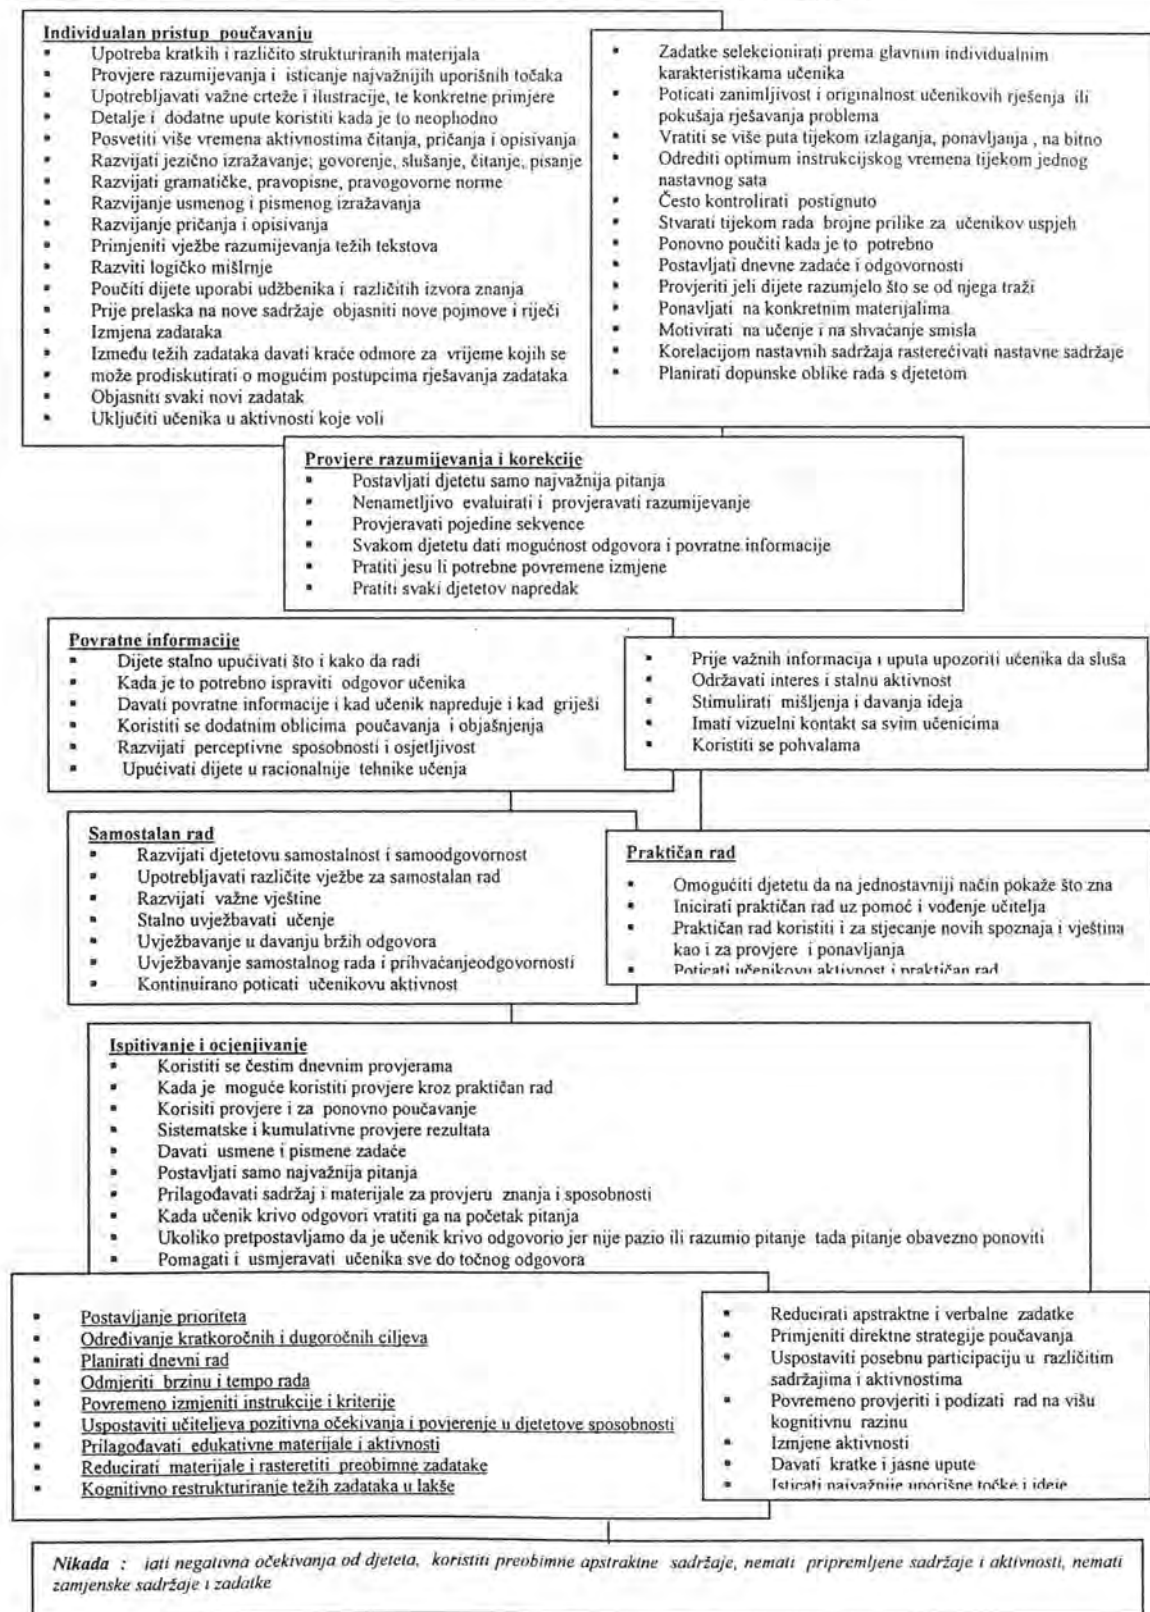 Individualan pristup poučavanju
▪ Upotreba kratkih i različito strukturiranih materijala
▪ Provjere razumijevanja i isticanje najvažnijih uporišnih točaka
▪ Upotrebljavati važne crteže i ilustracije, te konkretne primjere
▪ Detalje i dodatne upute koristiti kada je to neophodno
▪ Posvetiti više vremena aktivnostima čitanja, pričanja i opisivanja
▪ Razvijati jezično izražavanje; govorenje, slušanje, čitanje, pisanje
▪ Razvijati gramatičke, pravopisne, pravogovorne norme
▪ Razvijanje usmenog i pismenog izražavanja
▪ Razvijanje pričanja i opisivanja
▪ Primjeniti vježbe razumijevanja težih tekstova
▪ Razviti logičko mišlrnje
▪ Poučiti dijete uporabi udžbenika i različitih izvora znanja
▪ Prije prelaska na nove sadržaje objasniti nove pojmove i riječi
▪ Izmjena zadataka
▪ Između težih zadataka davati kraće odmore za vrijeme kojih se
▪ može prodiskutirati o mogućim postupcima rješavanja zadataka
▪ Objasniti svaki novi zadatak
▪ Uključiti učenika u aktivnosti koje voli
▪ Zadatke selekcionirati prema glavnim individualnim
karakteristikama učenika
▪ Poticati zanimljivost i originalnost učenikovih rješenja ili
pokušaja rješavanja problema
▪ Vratiti se više puta tijekom izlaganja, ponavljanja , na bitno
▪ Odrediti optimum instrukcijskog vremena tijekom jednog
nastavnog sata
▪ Često kontrolirati postignuto
▪ Stvarati tijekom rada brojne prilike za učenikov uspjeh
▪ Ponovno poučiti kada je to potrebno
▪ Postavljati dnevne zadaće i odgovornosti
▪ Provjeriti jeli dijete razumjelo što se od njega traži
▪ Ponavljati na konkretnim materijalima
▪ Motivirati na učenje i na shvaćanje smisla
▪ Korelacijom nastavnih sadržaja rasterećivati nastavne sadržaje
▪ Planirati dopunske oblike rada s djetetom
Provjere razumijevanja i korekcije
▪ Postavljati djetetu samo najvažnija pitanja
▪ Nenametljivo evaluirati i provjeravati razumijevanje
▪ Provjeravati pojedine sekvence
▪ Svakom djetetu dati mogućnost odgovora i povratne informacije
▪ Pratiti jesu li potrebne povremene izmjene
▪ Pratiti svaki djetetov napredak
Povratne informacije
▪ Dijete stalno upućivati što i kako da radi
▪ Kada je to potrebno ispraviti odgovor učenika
▪ Davati povratne informacije i kad učenik napreduje i kad griješi
▪ Koristiti se dodatnim oblicima poučavanja i objašnjenja
▪ Razvijati perceptivne sposobnosti i osjetljivost
▪ Upućivati dijete u racionalnije tehnike učenja
▪ Prije važnih informacija i uputa upozoriti učenika da sluša
▪ Održavati interes i stalnu aktivnost
▪ Stimulirati mišljenja i davanja ideja
▪ Imati vizuelni kontakt sa svim učenicima
▪ Koristiti se pohvalama
Samostalan rad
▪ Razvijati djetetovu samostalnost i samoodgovornost
▪ Upotrebljavati različite vježbe za samostalan rad
▪ Razvijati važne vještine
▪ Stalno uvježbavati učenje
▪ Uvježbavanje u davanju bržih odgovora
▪ Uvježbavanje samostalnog rada i prihvaćanjeodgovornosti
▪ Kontinuirano poticati učenikovu aktivnost
Praktičan rad
▪ Omogućiti djetetu da na jednostavniji način pokaže što zna
▪ Inicirati praktičan rad uz pomoć i vođenje učitelja
▪ Praktičan rad koristiti i za stjecanje novih spoznaja i vještina
kao i za provjere i ponavljanja
▪ Poticati učenikovu aktivnost i praktičan rad
Ispitivanje i ocjenjivanje
▪ Koristiti se čestim dnevnim provjerama
▪ Kada je moguće koristiti provjere kroz praktičan rad
▪ Korisiti provjere i za ponovno poučavanje
▪ Sistematske i kumulativne provjere rezultata
▪ Davati usmene i pismene zadaće
▪ Postavljati samo najvažnija pitanja
▪ Prilagođavati sadržaj i materijale za provjeru znanja i sposobnosti
▪ Kada učenik krivo odgovori vratiti ga na početak pitanja
▪ Ukoliko pretpostavljamo da je učenik krivo odgovorio jer nije pazio ili razumio pitanje tada pitanje obavezno ponoviti
▪ Pomagati i usmjeravati učenika sve do točnog odgovora
▪ Postavljanje prioriteta
▪ Određivanje kratkoročnih i dugoročnih ciljeva
▪ Planirati dnevni rad
▪ Odmjeriti brzinu i tempo rada
▪ Povremeno izmjeniti instrukcije i kriterije
▪ Uspostaviti učiteljeva pozitivna očekivanja i povjerenje u djetetove sposobnosti
▪ Prilagođavati edukativne materijale i aktivnosti
▪ Reducirati materijale i rasteretiti preobimne zadatake
▪ Kognitivno restrukturiranje težih zadataka u lakše
▪ Reducirati apstraktne i verbalne zadatke
▪ Primjeniti direktne strategije poučavanja
▪ Uspostaviti posebnu participaciju u različitim
sadržajima i aktivnostima
▪ Povremeno provjeriti i podizati rad na višu
kognitivnu razinu
▪ Izmjene aktivnosti
▪ Davati kratke i jasne upute
▪ Isticati najvažnije uporišne točke i ideje
Nikada : iati negativna očekivanja od djeteta, koristiti preobimne apstraktne sadržaje, nemati pripremljene sadržaje i aktivnosti, nemati
zamjenske sadržaje i zadatke